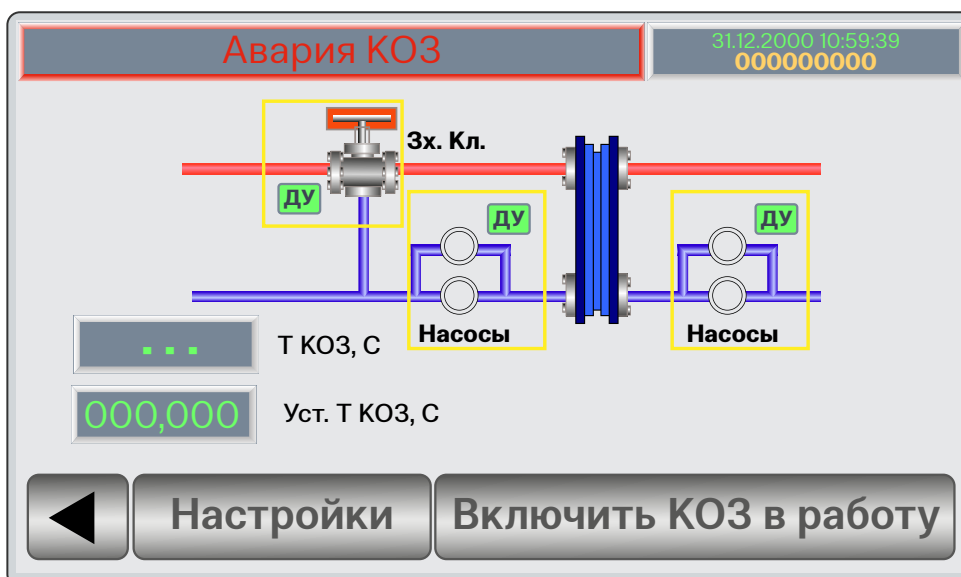 Авария КОЗ
31.12.2000 10:59:39
000000000
3х. Кл.
ДУ
ДУ
ДУ
Насосы
Насосы
...
Т КОЗ, С
000,000
Уст. Т КОЗ, С
Настройки
Включить КОЗ в работу